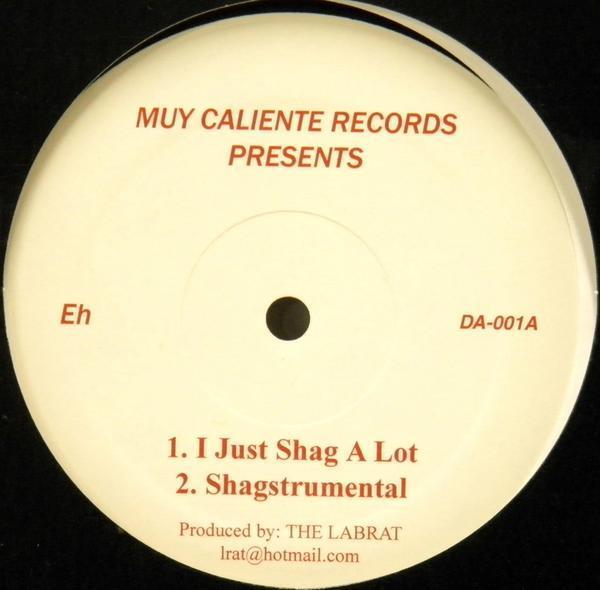 MUY CALIENTE RECORDS
PRESENTS
Eh
DA-001A
1. I Just Shag A Lot
2. Shagstrumental
Produced by: THE LABRAT
lrat@hotmail.com